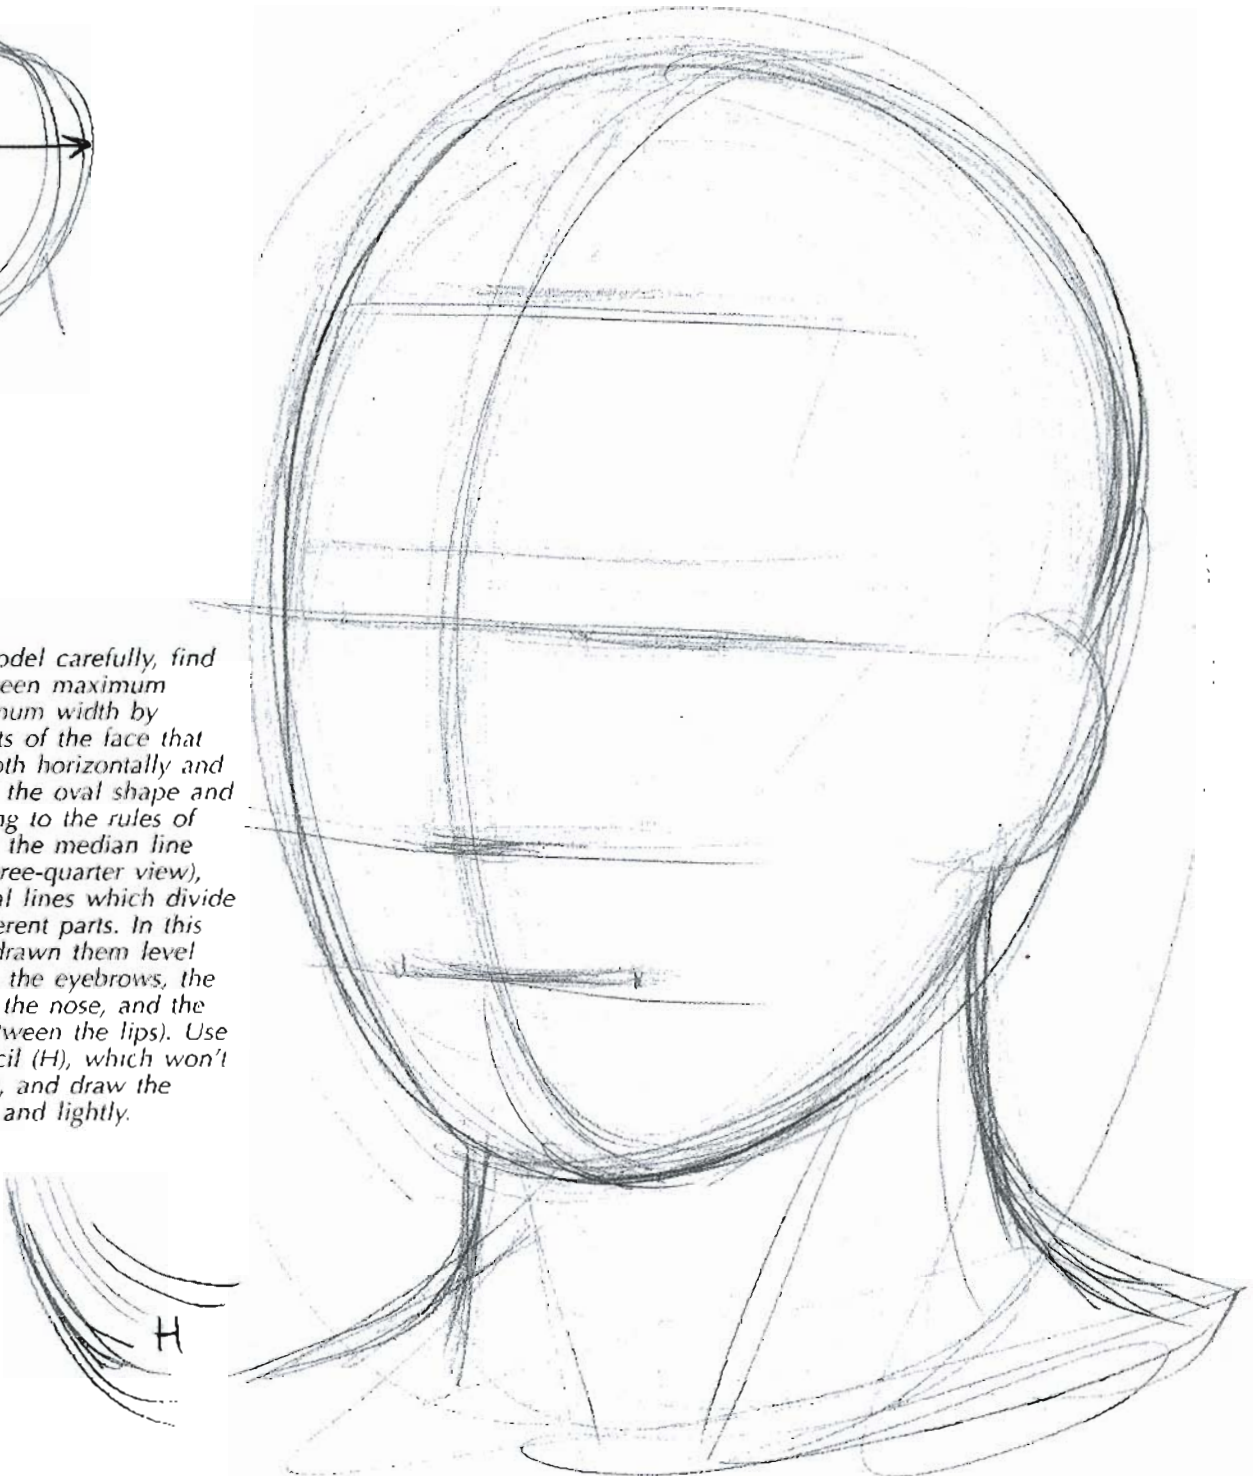 odel carefully, find
een maximum
num width by
ts of the face that
oth horizontally and
the oval shape and
ng to the rules of
the median line
ree-quarter view),
al lines which divide
erent parts. In this
drawn them level
the eyebrows, the
the nose, and the
tween the lips). Use
cil (H), which won't
, and draw the
and lightly.
H